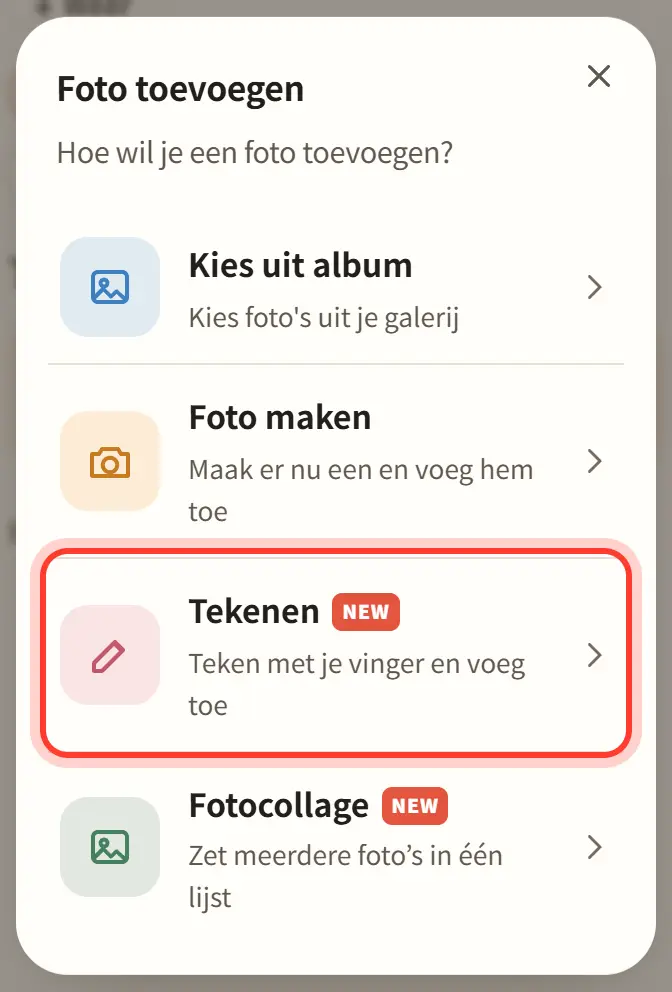 Foto toevoegen
Hoe wil je een foto toevoegen?
Kies uit album
Kies foto's uit je galerij
Foto maken
Maak er nu een en voeg hem
toe
Tekenen NEW
Teken met je vinger en voeg
toe
Fotocollage NEW
Zet meerdere foto’s in één
lijst